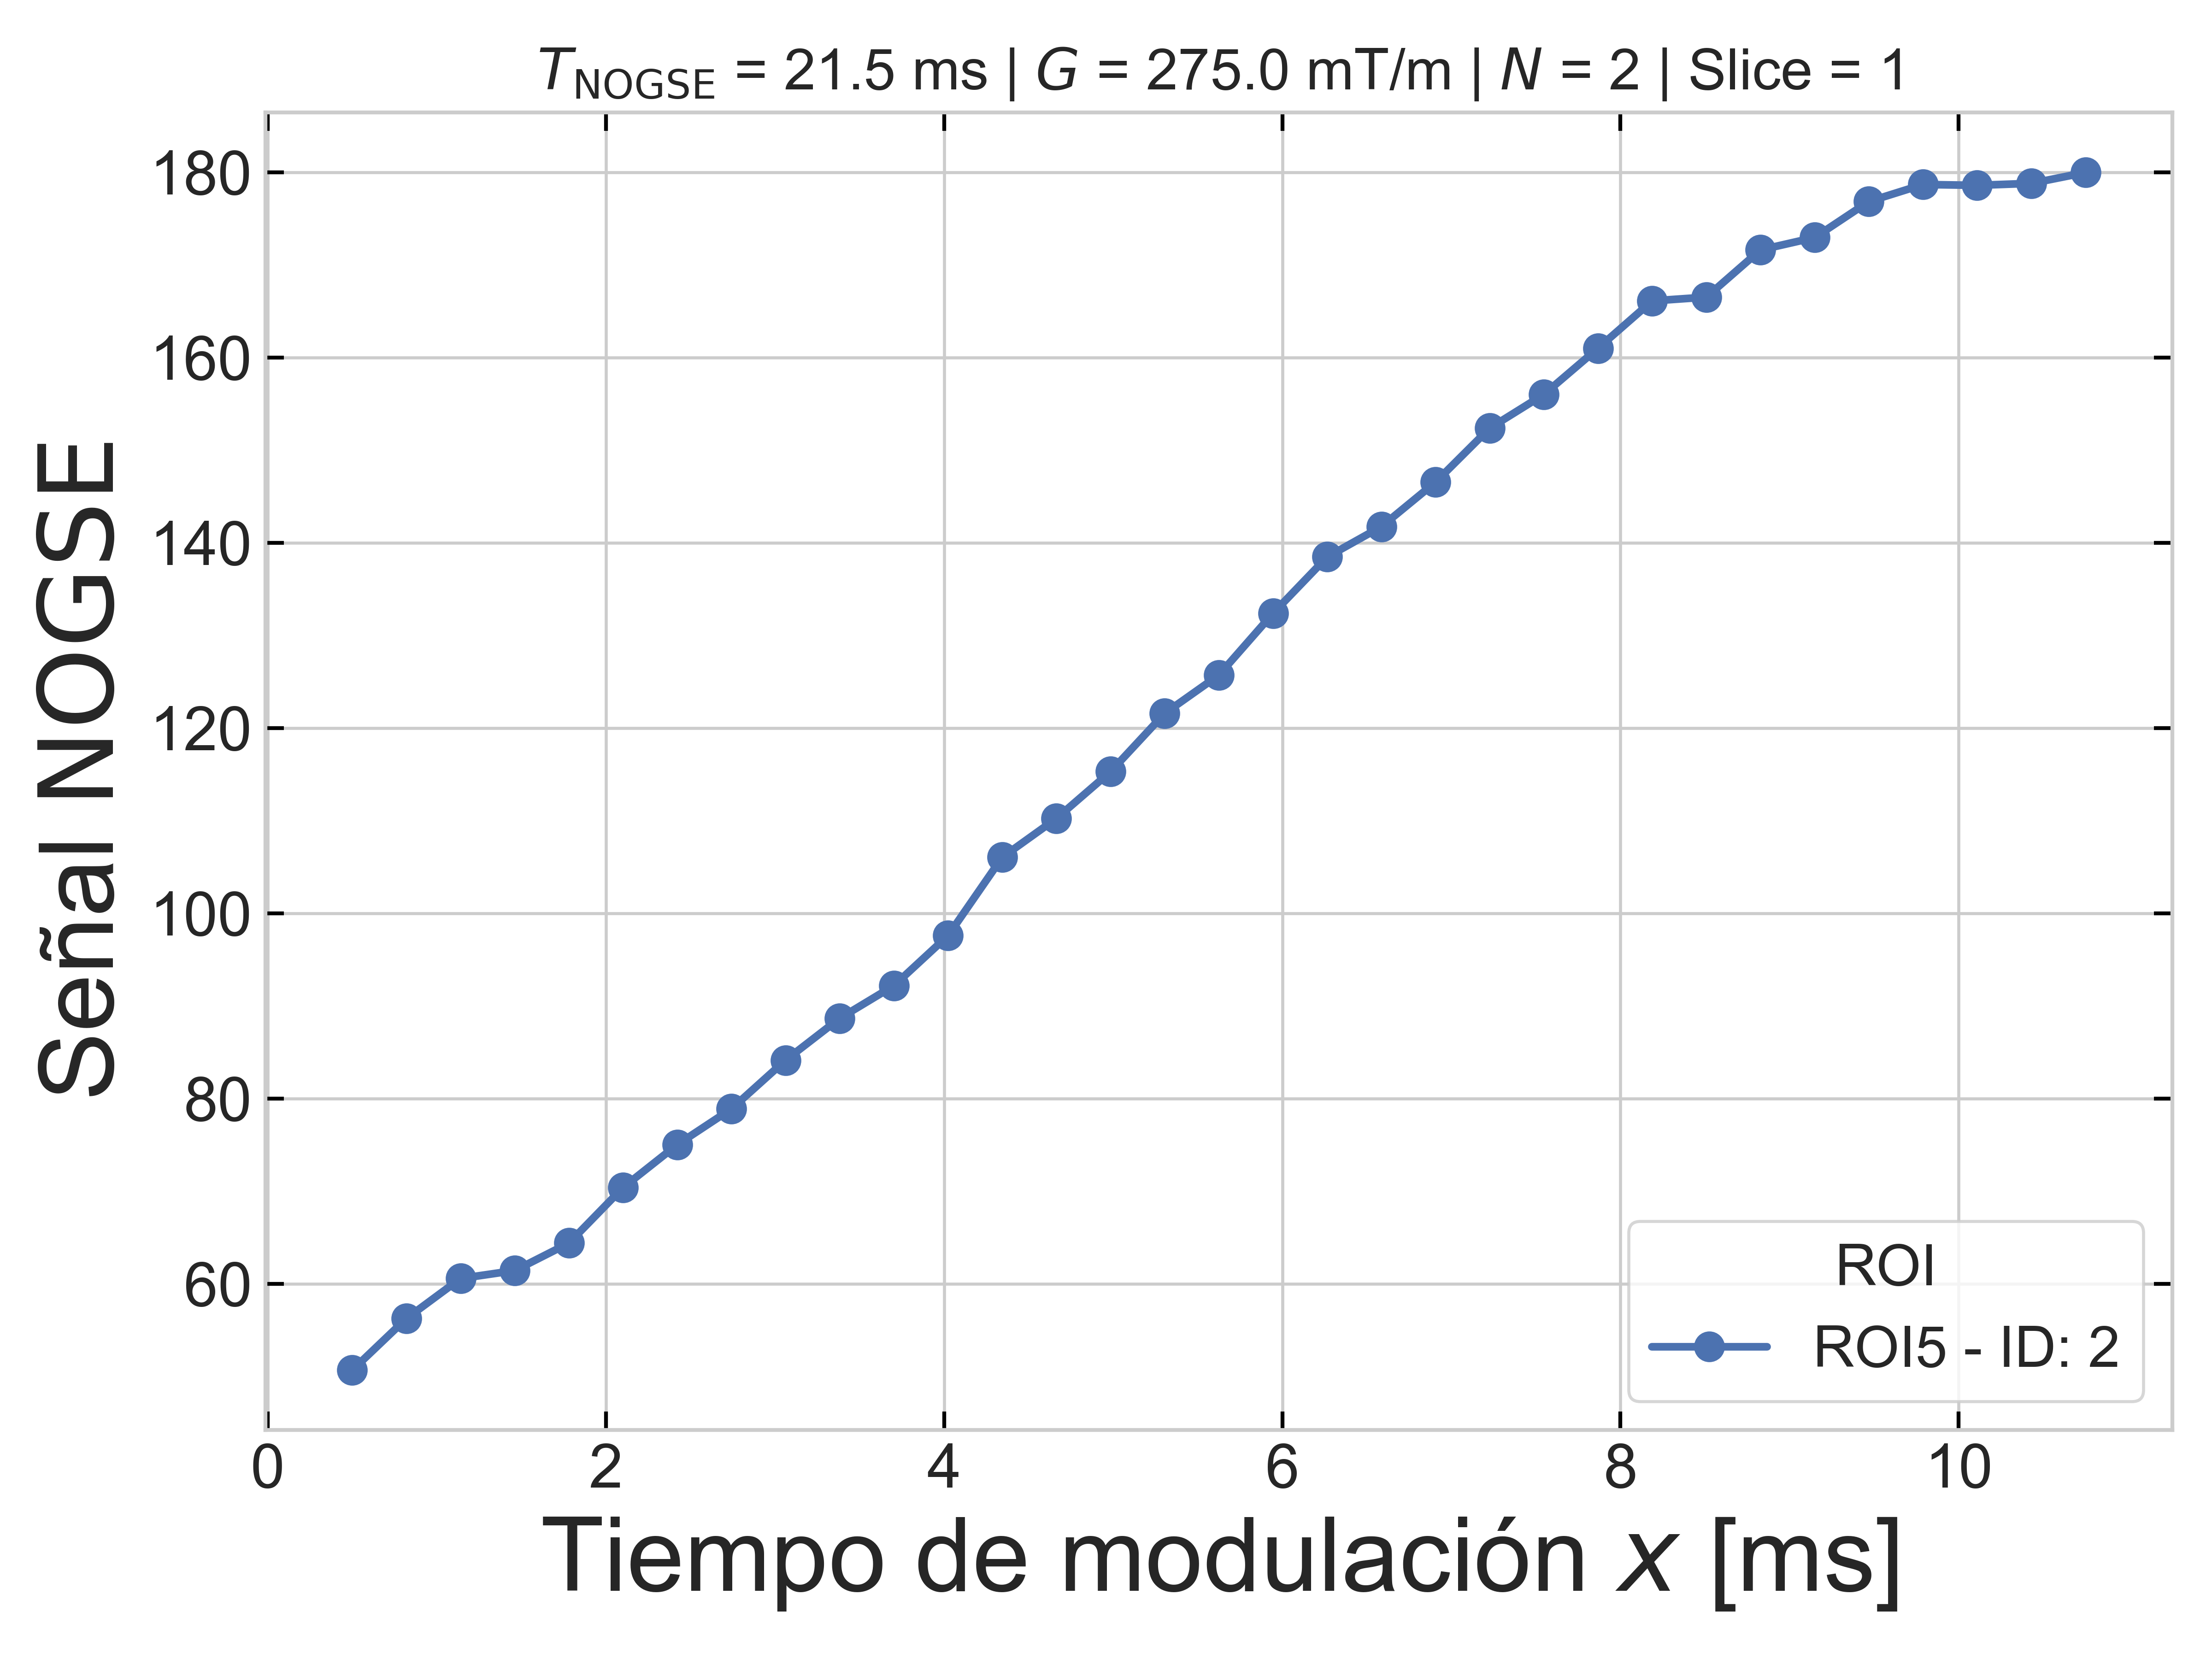 T_NOGSE = 21.5 ms | G = 275.0 mT/m | N = 2 | Slice = 1
Señal NOGSE
180
160
140
120
100
80
60
ROI
ROI5 - ID: 2
0 2 4 6 8 10
Tiempo de modulación x [ms]